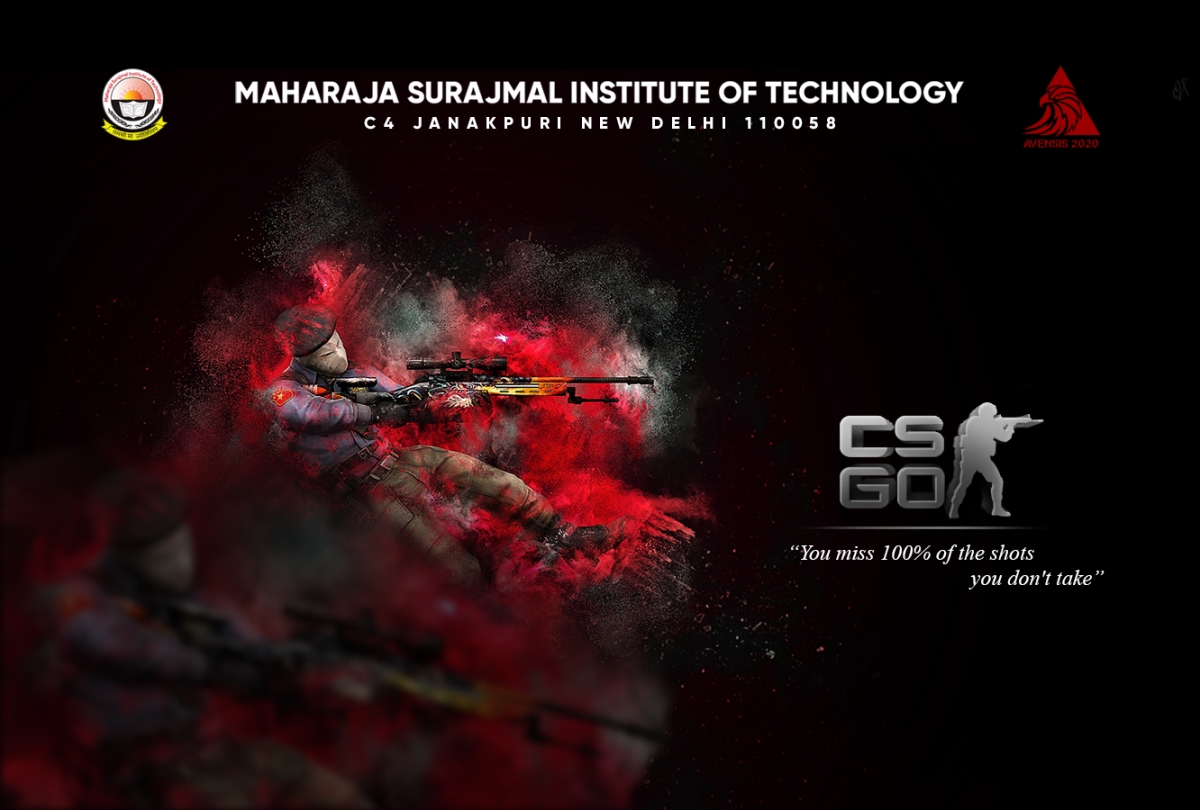 MAHARAJA SURAJMAL INSTITUTE OF TECHNOLOGY
C4 JANAKPURI NEW DELHI 110058
AVENSIS 2020
CS
GO
“You miss 100% of the shots
you don't take”